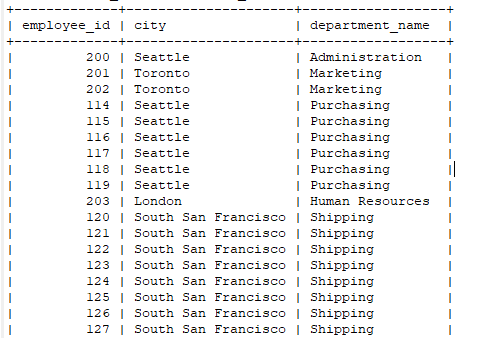 +-------------+---------------------+------------------+
| employee_id | city                | department_name  |
+-------------+---------------------+------------------+
|         200 | Seattle             | Administration   |
|         201 | Toronto             | Marketing        |
|         202 | Toronto             | Marketing        |
|         114 | Seattle             | Purchasing       |
|         115 | Seattle             | Purchasing       |
|         116 | Seattle             | Purchasing       |
|         117 | Seattle             | Purchasing       |
|         118 | Seattle             | Purchasing       |
|         119 | Seattle             | Purchasing       |
|         203 | London              | Human Resources  |
|         120 | South San Francisco | Shipping         |
|         121 | South San Francisco | Shipping         |
|         122 | South San Francisco | Shipping         |
|         123 | South San Francisco | Shipping         |
|         124 | South San Francisco | Shipping         |
|         125 | South San Francisco | Shipping         |
|         126 | South San Francisco | Shipping         |
|         127 | South San Francisco | Shipping         |